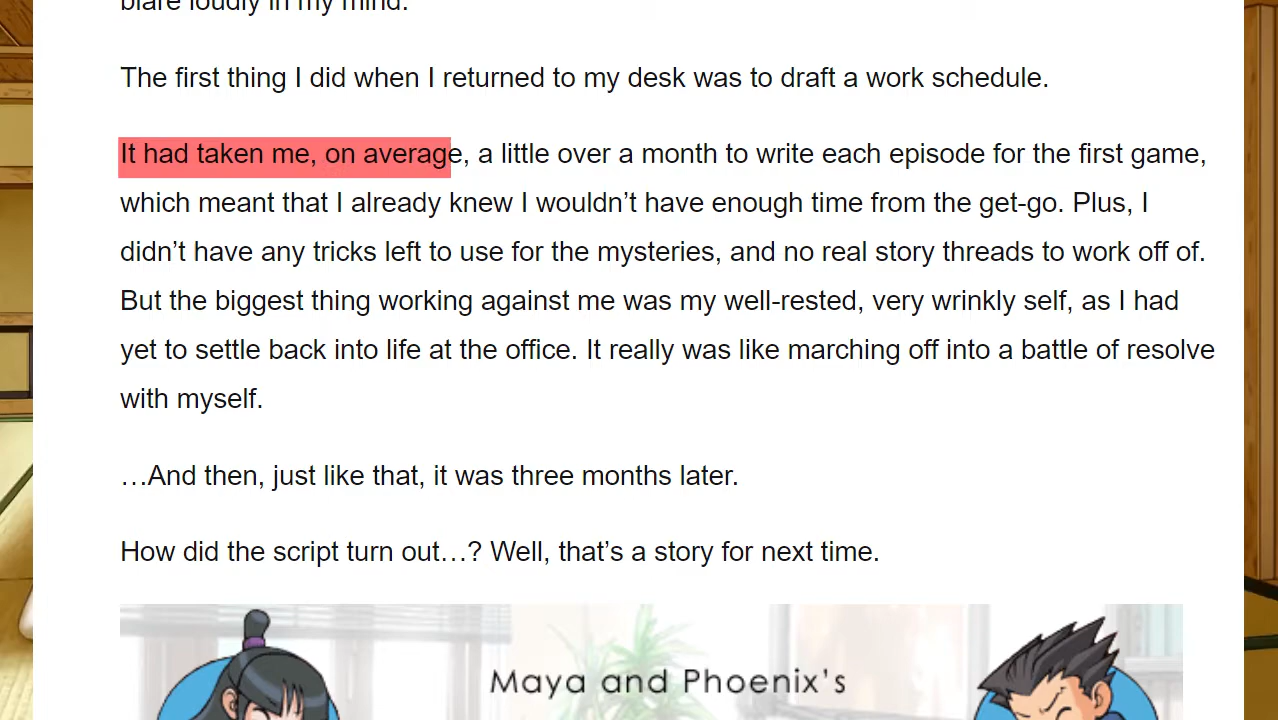 blare loudly in my mind.
The first thing I did when I returned to my desk was to draft a work schedule.
It had taken me, on average, a little over a month to write each episode for the first game,
which meant that I already knew I wouldn’t have enough time from the get-go. Plus, I
didn’t have any tricks left to use for the mysteries, and no real story threads to work off of.
But the biggest thing working against me was my well-rested, very wrinkly self, as I had
yet to settle back into life at the office. It really was like marching off into a battle of resolve
with myself.
…And then, just like that, it was three months later.
How did the script turn out…? Well, that’s a story for next time.
Maya and Phoenix’s